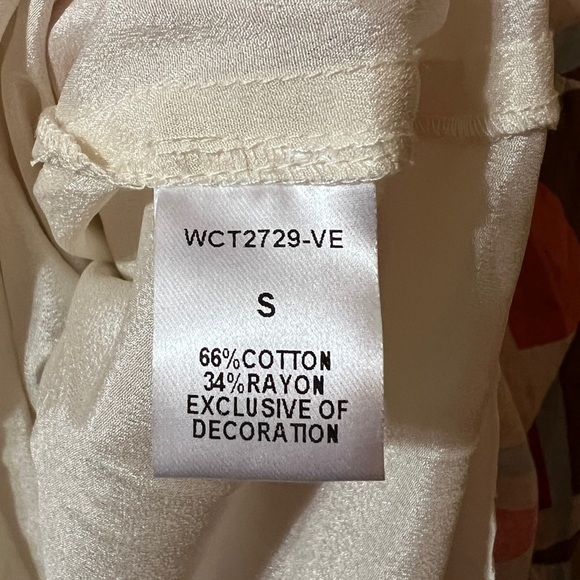 WCT2729-VE
S
66%COTTON
34%RAYON
EXCLUSIVE OF
DECORATION